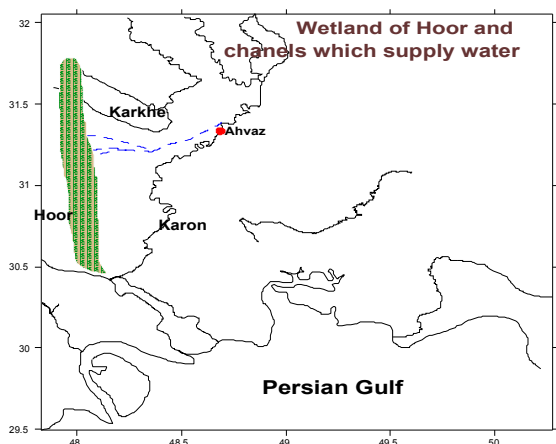 Wetland of Hoor and
chanels which supply water
32
31.5
31
30.5
30
29.5
Karkhe
Ahvaz
Hoor
Karon
Persian Gulf
48
48.5
49
49.5
50